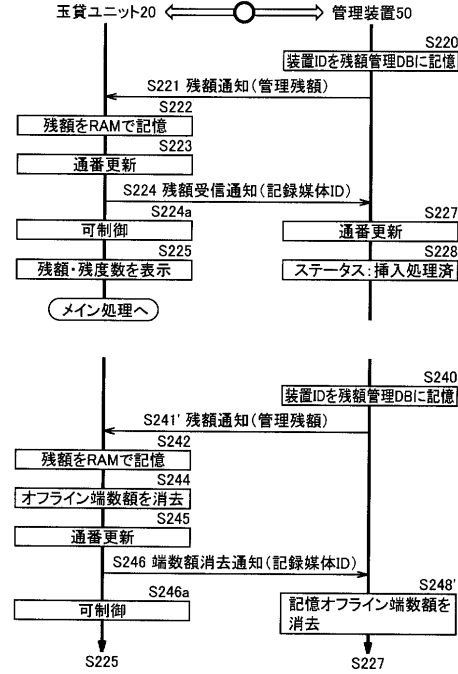 玉貸ユニット20
管理装置50
S220
装置IDを残額管理DBに記憶
S221 残額通知(管理残額)
S222
残額をRAMで記憶
S223
通番更新
S224 残額受信通知(記録媒体ID)
S224a
可制御
S227
通番更新
S225
残額・残度数を表示
S228
ステータス:挿入処理済
メイン処理へ
S240
装置IDを残額管理DBに記憶
S241' 残額通知(管理残額)
S242
残額をRAMで記憶
S244
オフライン端数額を消去
S245
通番更新
S246 端数額消去通知(記録媒体ID)
S246a
可制御
S248'
記憶オフライン端数額を
消去
S225
S227